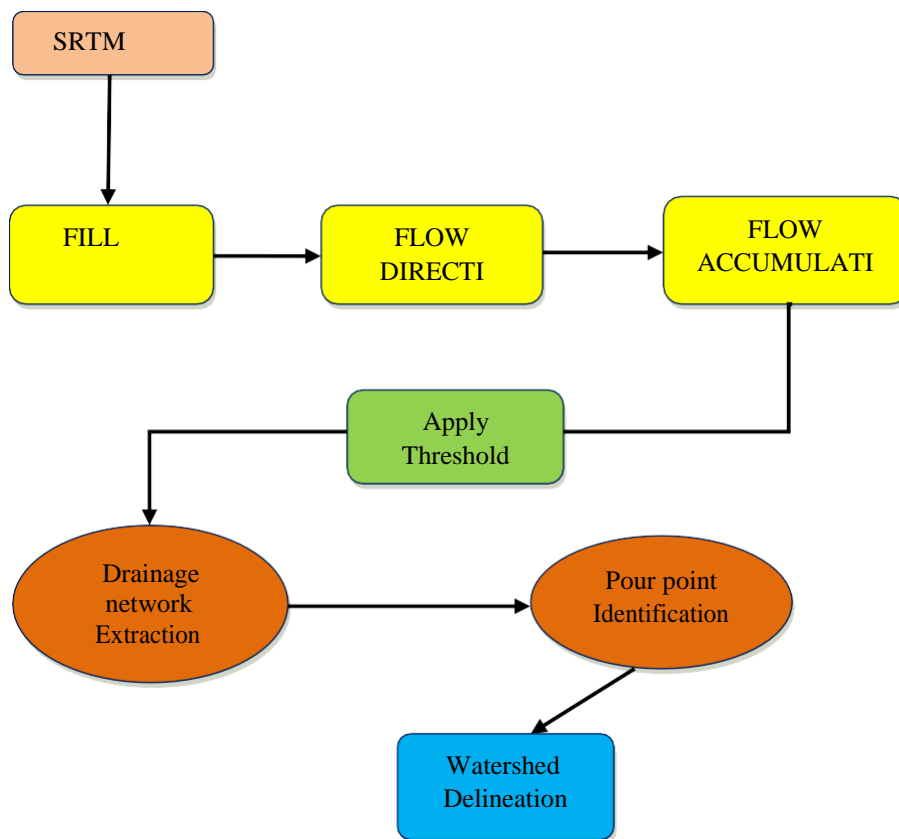 SRTM
FILL
FLOW
DIRECTI
FLOW
ACCUMULATI
Apply
Threshold
Drainage
network
Extraction
Pour point
Identification
Watershed
Delineation